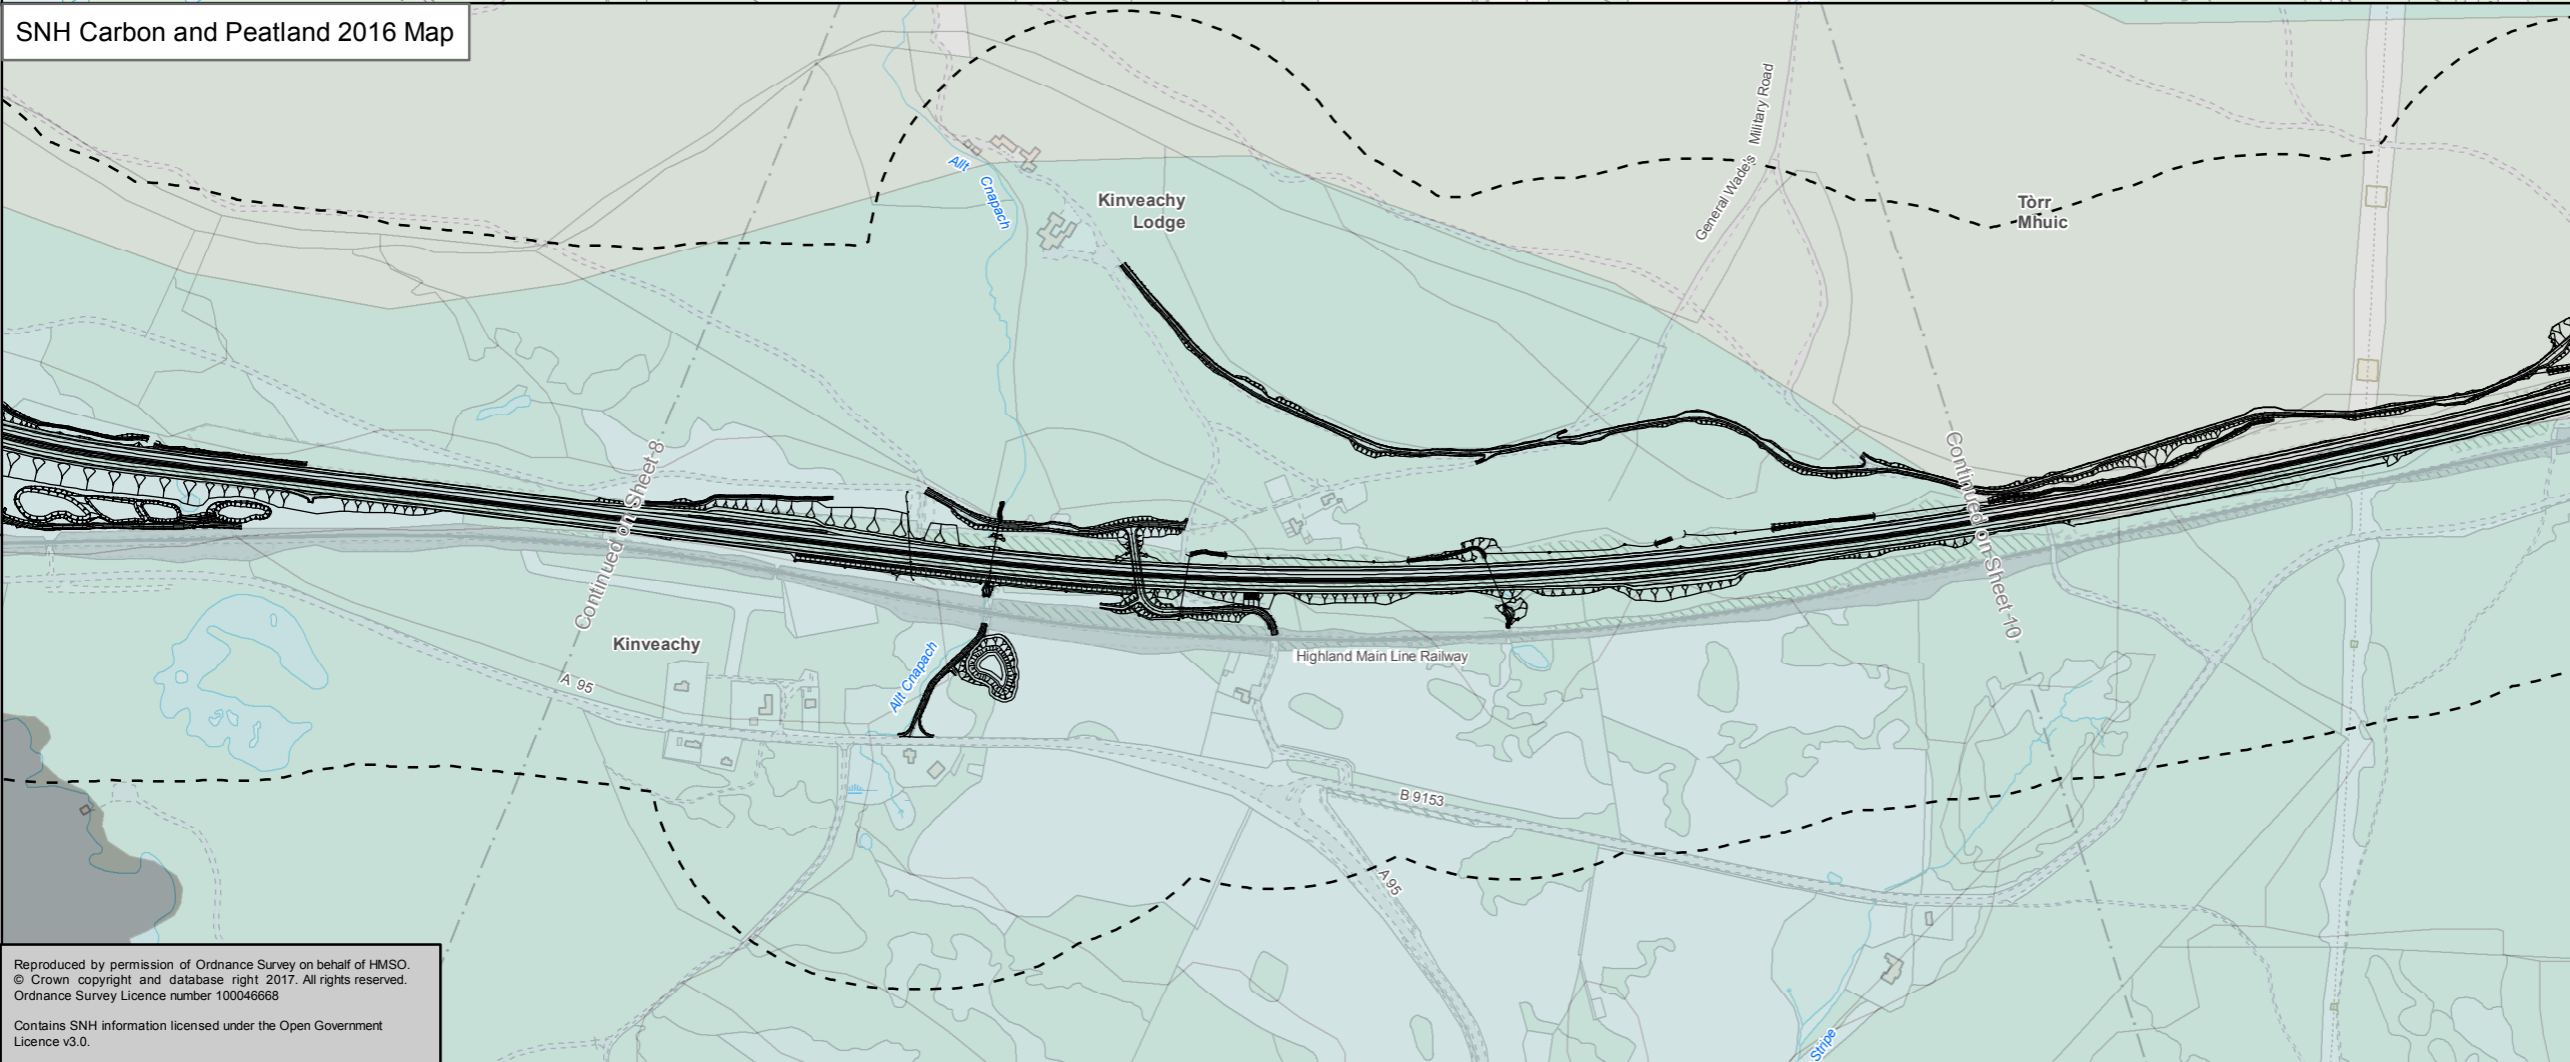 SNH Carbon and Peatland 2016 Map
General Wade's Military Road
Allt Cnapach
Kinveachy
Lodge
Tòrr
Mhuic
Continued on Sheet 8
Continued on Sheet 10
Kinveachy
Highland Main Line Railway
Allt Cnapach
A 95
B 9153
A 95
Stripe
Reproduced by permission of Ordnance Survey on behalf of HMSO.
© Crown copyright and database right 2017. All rights reserved.
Ordnance Survey Licence number 100046668
Contains SNH information licensed under the Open Government
Licence v3.0.